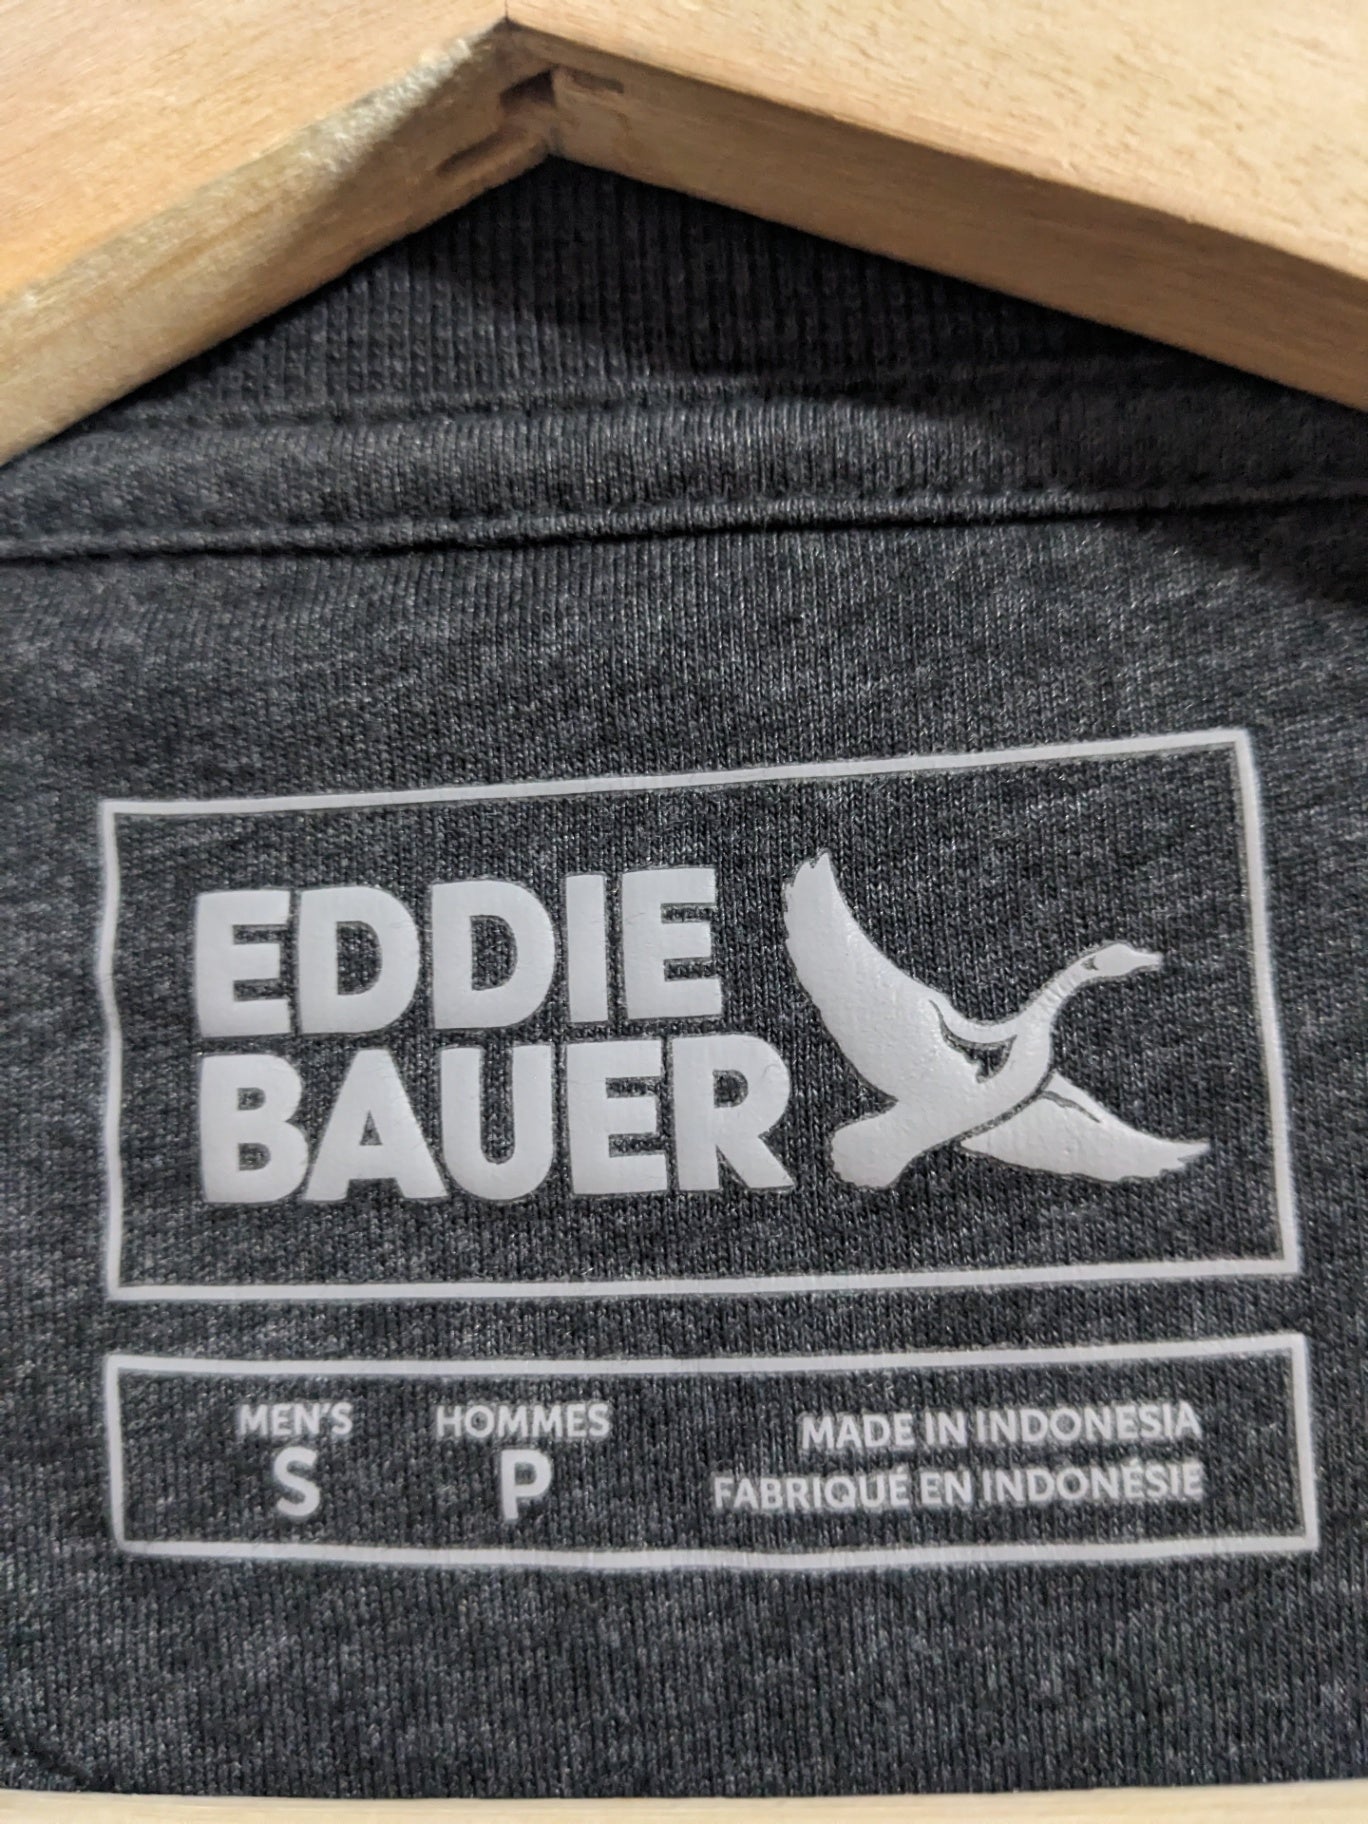 EDDIE
BAUER
MEN'S HOMMES
S P
MADE IN INDONESIA
FABRIQUÉ EN INDONÉSIE